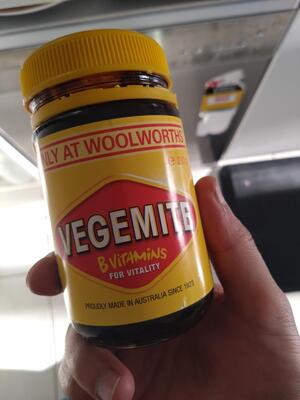 ONLY AT WOOLWORTHS
VEGEMITE
B VITAMINS
FOR VITALITY
PROUDLY MADE IN AUSTRALIA SINCE 1923